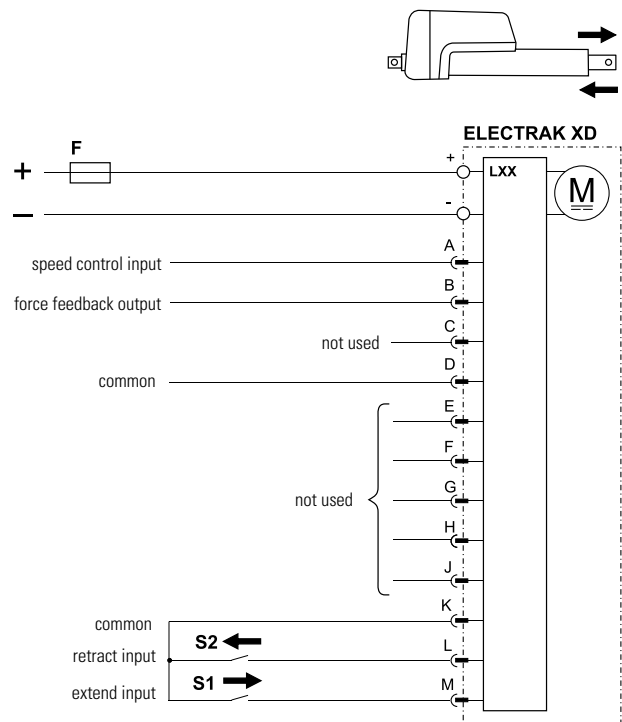 ELECTRAK XD
F
+
+
LXX
M
–
-
A
speed control input
B
force feedback output
C
not used
D
common
E
F
G
not used
H
J
K
common
S2
L
retract input
S1
M
extend input